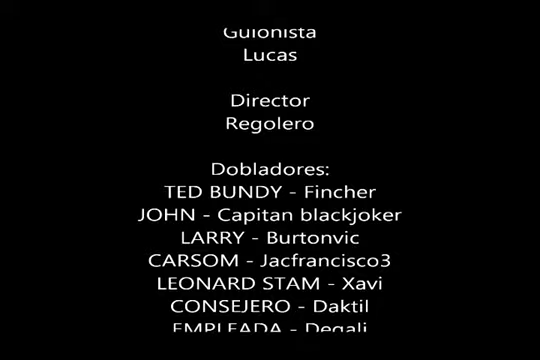 Guionista
Lucas
Director
Regolero
Dobladores:
TED BUNDY - Fincher
JOHN - Capitan blackjoker
LARRY - Burtonvic
CARSOM - Jacfrancisco3
LEONARD STAM - Xavi
CONSEJERO - Daktil
EMPLEADA - Degali